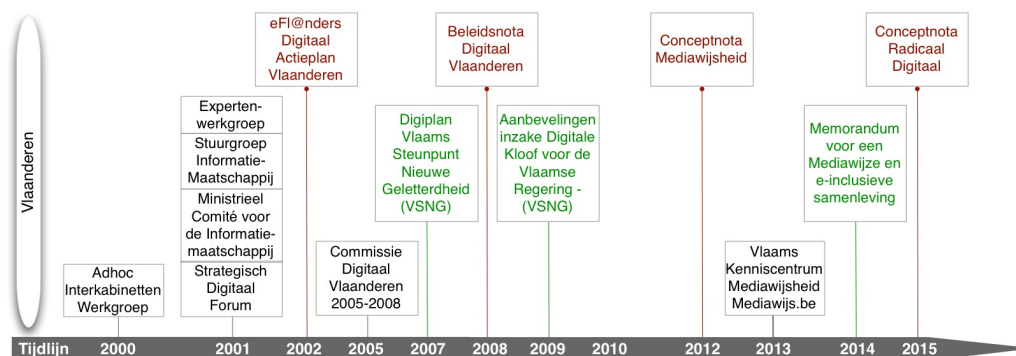 Vlaanderen
Adhoc
Interkabinetten
Werkgroep
Experten-
werkgroep
Stuurgroep
Informatie-
Maatschappij
Ministrieel
Comité voor
de Informatie-
maatschappij
Strategisch
Digitaal
Forum
eFl@nders
Digitaal
Actieplan
Vlaanderen
Commissie
Digitaal
Vlaanderen
2005-2008
Digiplan
Vlaams
Steunpunt
Nieuwe
Geletterdheid
(VSNG)
Beleidsnota
Digitaal
Vlaanderen
Aanbevelingen
inzake Digitale
Kloof voor de
Vlaamse
Regering -
(VSNG)
Conceptnota
Mediawijsheid
Vlaams
Kenniscentrum
Mediawijsheid
Mediawijs.be
Memorandum
voor een
Mediawijze en
e-inclusieve
samenleving
Conceptnota
Radicaal
Digitaal
Tijdlijn 2000 2001 2002 2005 2007 2008 2009 2010 2012 2013 2014 2015